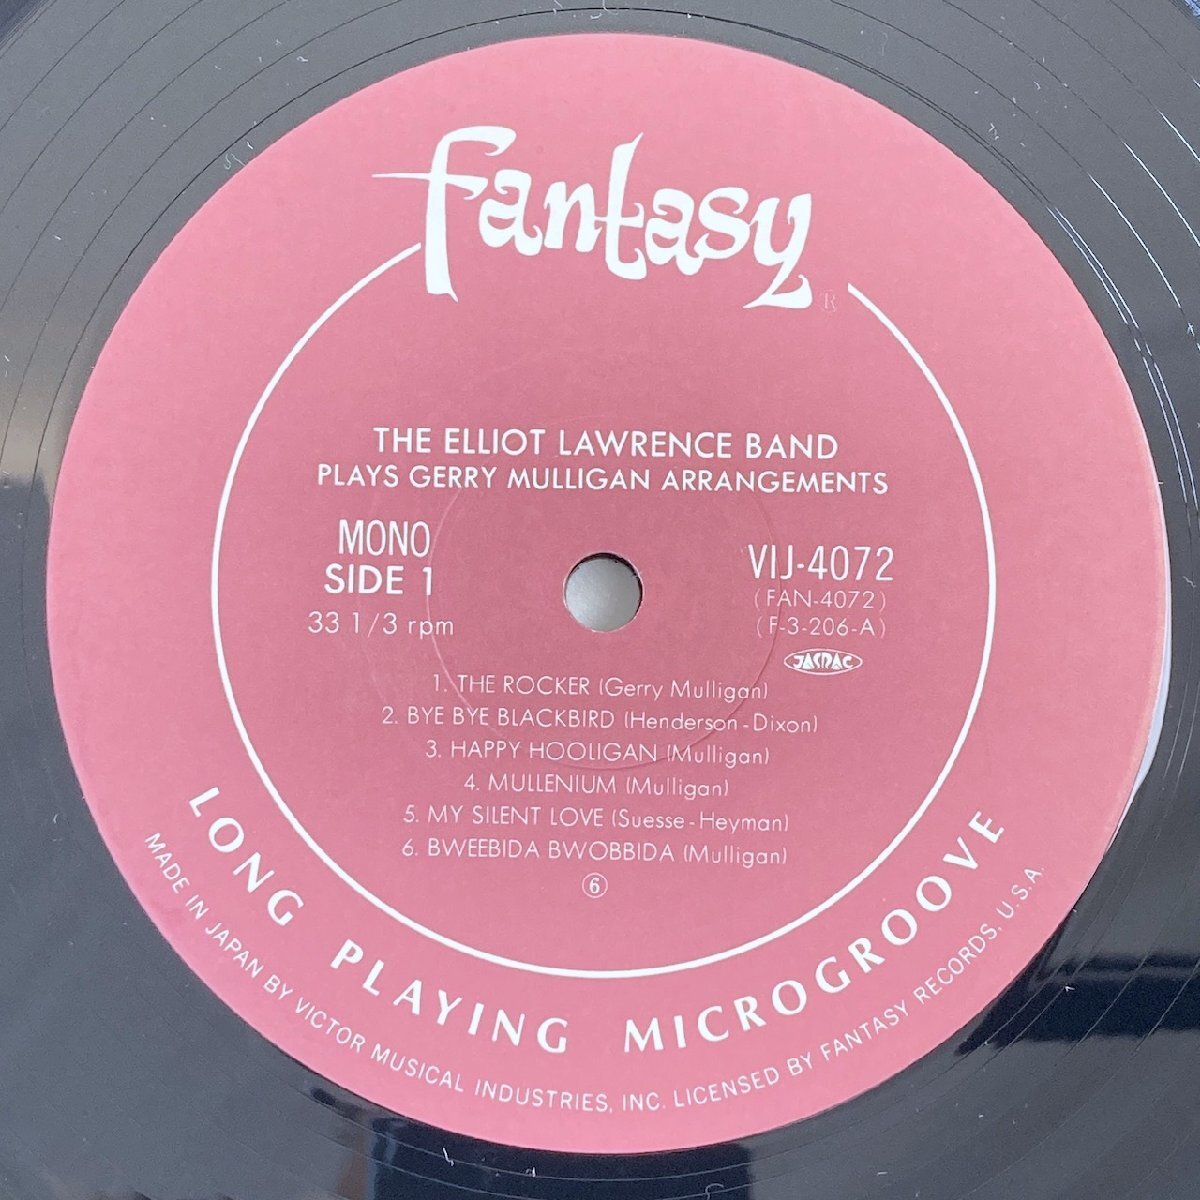 fantasy
®
THE ELLIOT LAWRENCE BAND
PLAYS GERRY MULLIGAN ARRANGEMENTS
MONO
SIDE 1
33 1/3 rpm
VIJ-4072
(FAN-4072)
(F-3-206-A)
JASRAC
1. THE ROCKER (Gerry Mulligan)
2. BYE BYE BLACKBIRD (Henderson-Dixon)
3. HAPPY HOOLIGAN (Mulligan)
4. MULLENIUM (Mulligan)
5. MY SILENT LOVE (Suesse-Heyman)
6. BWEEBIDA BWOBBIDA (Mulligan)
⑥
LONG PLAYING MICROGROOVE
MADE IN JAPAN BY VICTOR MUSICAL INDUSTRIES, INC. LICENSED BY FANTASY RECORDS, U.S.A.